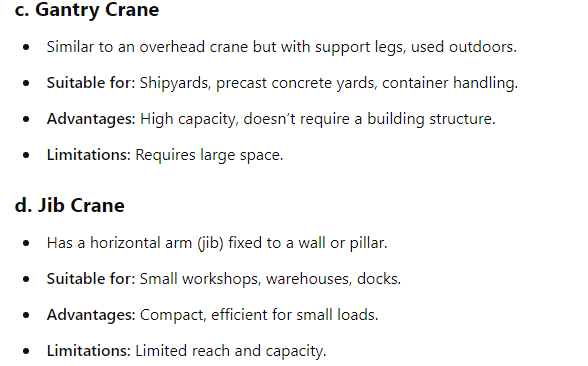 c. Gantry Crane
• Similar to an overhead crane but with support legs, used outdoors.
• Suitable for: Shipyards, precast concrete yards, container handling.
• Advantages: High capacity, doesn’t require a building structure.
• Limitations: Requires large space.
d. Jib Crane
• Has a horizontal arm (jib) fixed to a wall or pillar.
• Suitable for: Small workshops, warehouses, docks.
• Advantages: Compact, efficient for small loads.
• Limitations: Limited reach and capacity.